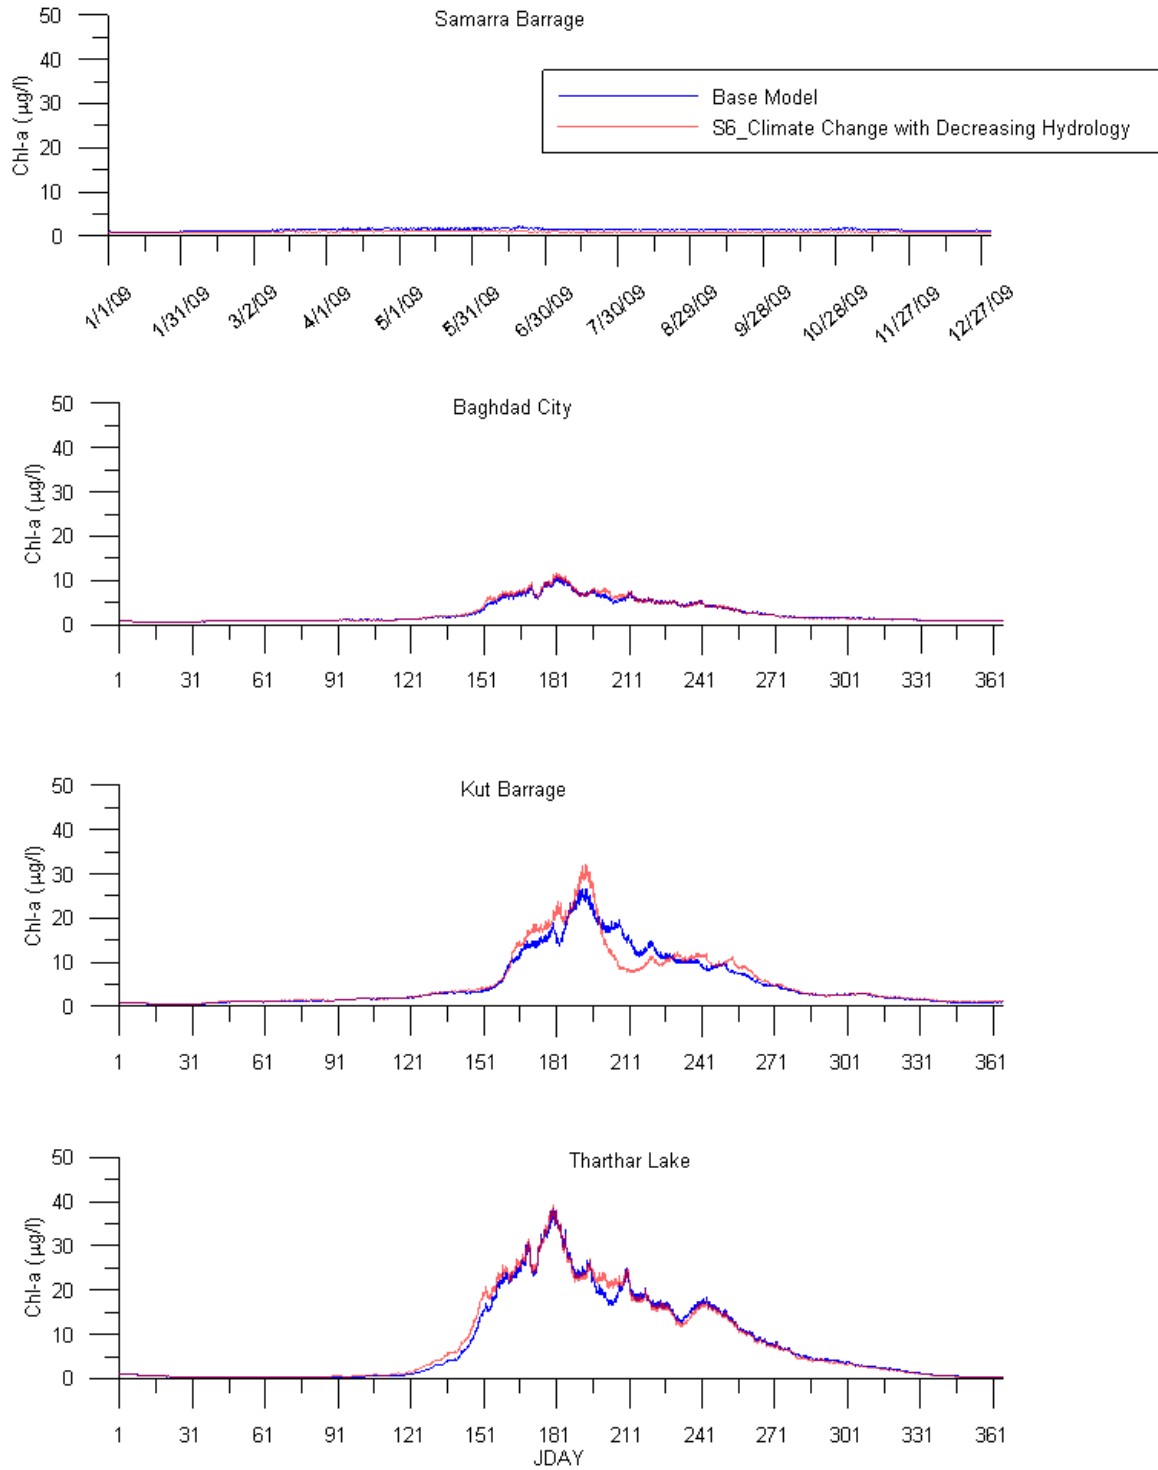 Samarra Barrage
50
40
30
20
10
0
Chl-a (µg/l)
Base Model
S6_Climate Change with Decreasing Hydrology
1/1/09 1/31/09 3/2/09 4/1/09 5/1/09 5/31/09 6/30/09 7/30/09 8/29/09 9/28/09 10/28/09 11/27/09 12/27/09
Baghdad City
50
40
30
20
10
0
Chl-a (µg/l)
1 31 61 91 121 151 181 211 241 271 301 331 361
Kut Barrage
50
40
30
20
10
0
Chl-a (µg/l)
1 31 61 91 121 151 181 211 241 271 301 331 361
Tharthar Lake
50
40
30
20
10
0
Chl-a (µg/l)
1 31 61 91 121 151 181 211 241 271 301 331 361
JDAY